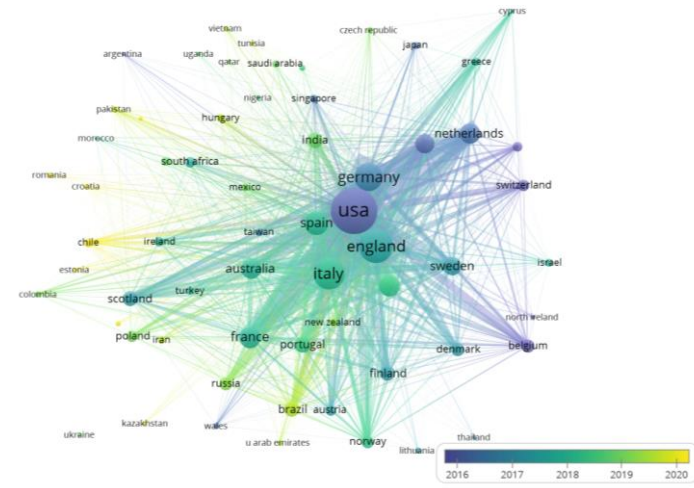 cyprus
vietnam
czech republic
tunisia
japan
argentina
uganda
qatar
saudi arabia
greece
nigeria
singapore
pakistan
hungary
netherlands
morocco
india
south africa
romania
germany
switzerland
croatia
mexico
usa
spain
taiwan
chile
ireland
england
israel
estonia
australia
italy
sweden
colombia
scotland
turkey
north ireland
new zealand
poland
iran
france
portugal
denmark
belgium
finland
russia
brazil
austria
kazakhstan
wales
ukraine
u arab emirates
norway
thailand
lithuania
2016 2017 2018 2019 2020